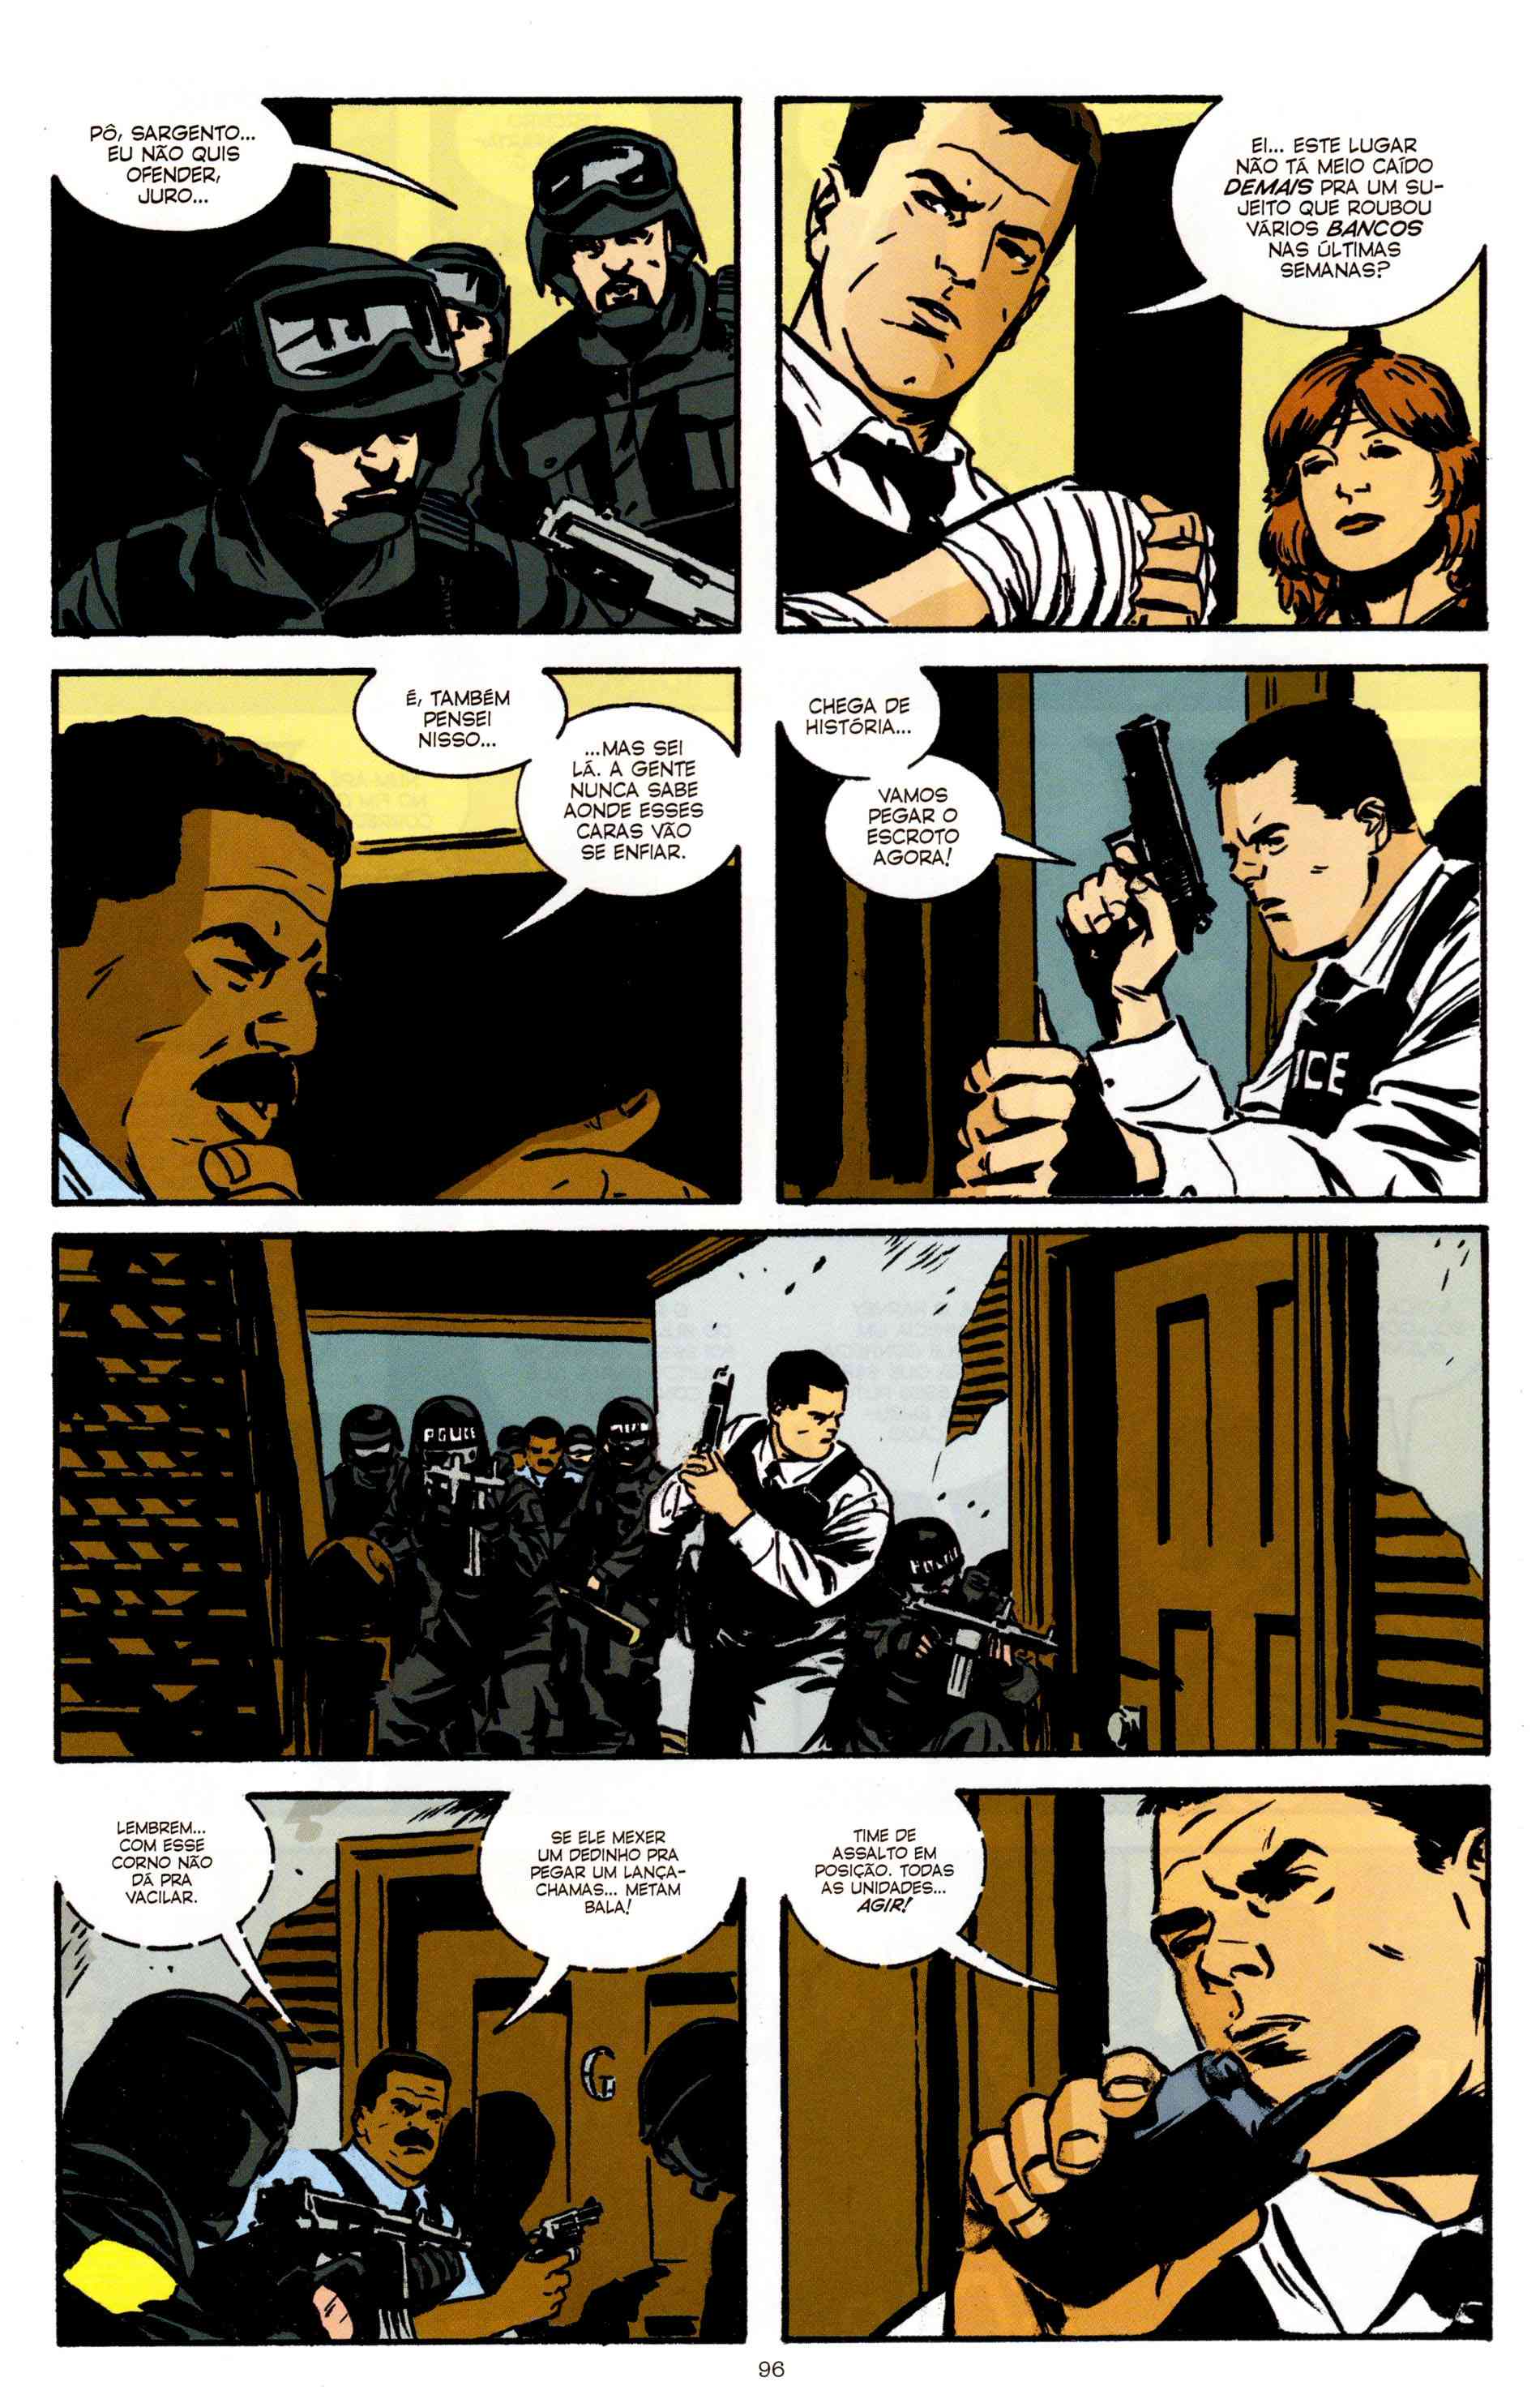 PÔ, SARGENTO...
EU NÃO QUIS
OFENDER,
JURO...
EI... ESTE LUGAR
NÃO TÁ MEIO CAÍDO
DEMAIS PRA UM SU-
JEITO QUE ROUBOU
VÁRIOS BANCOS
NAS ÚLTIMAS
SEMANAS?
É, TAMBÉM
PENSEI
NISSO...
...MAS SEI
LÁ. A GENTE
NUNCA SABE
AONDE ESSES
CARAS VÃO
SE ENFIAR.
CHEGA DE
HISTÓRIA...
VAMOS
PEGAR O
ESCROTO
AGORA!
ICE
POLICE
LEMBREM...
COM ESSE
CORNO NÃO
DÁ PRA
VACILAR.
SE ELE MEXER
UM DEDINHO PRA
PEGAR UM LANÇA-
CHAMAS... METAM
BALA!
G
TIME DE
ASSALTO EM
POSIÇÃO. TODAS
AS UNIDADES...
AGIR!
96